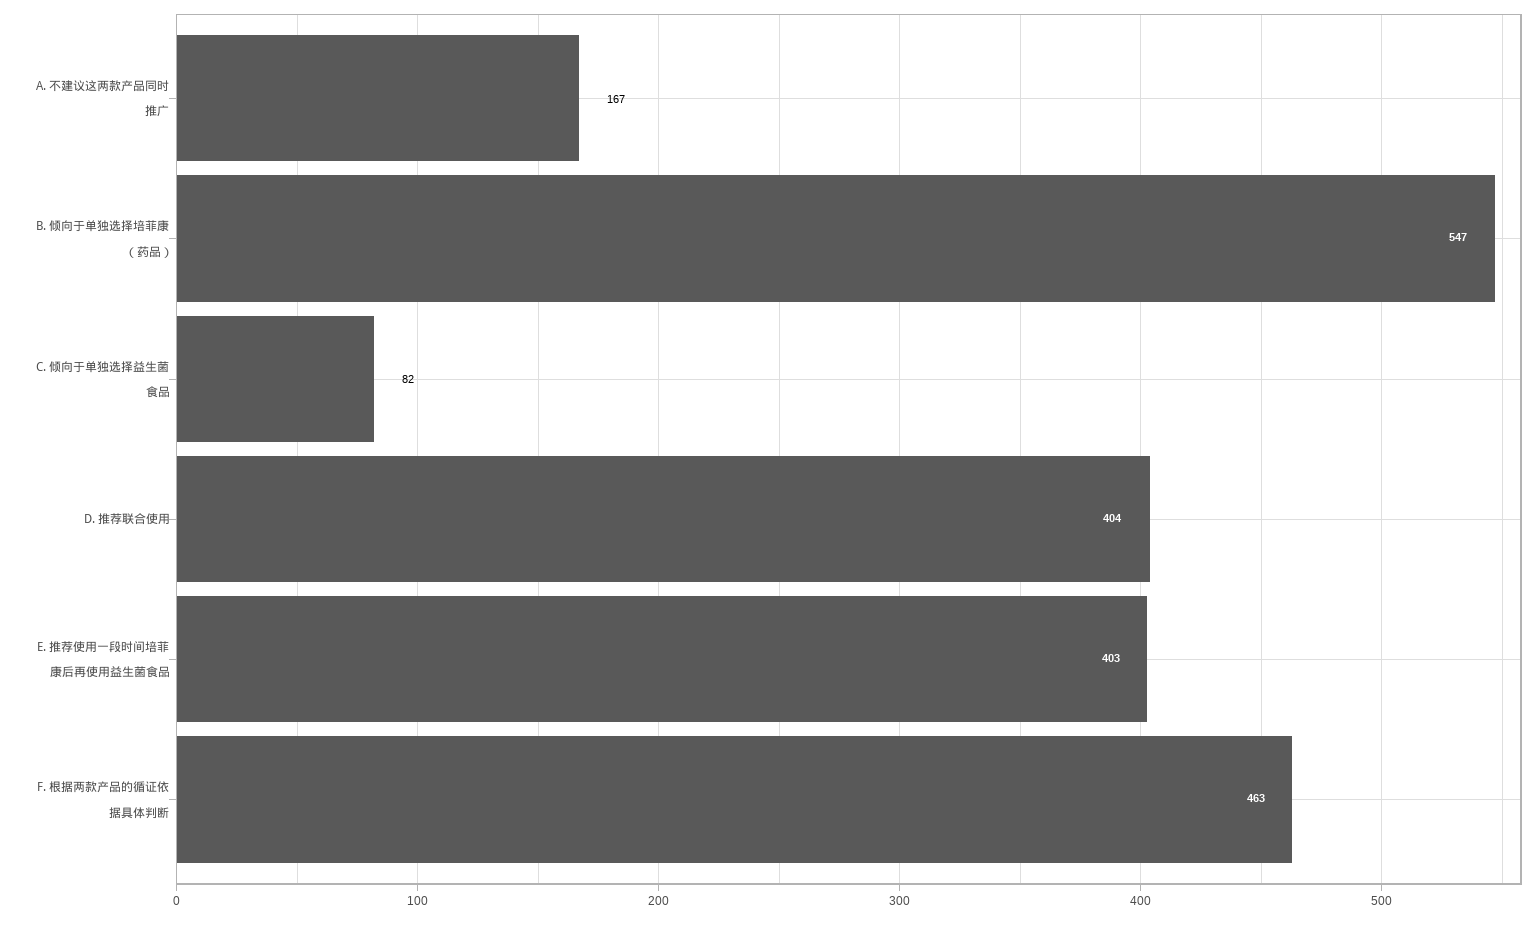 A. 不建议这两款产品同时
推广
167
B. 倾向于单独选择培菲康
（药品）
547
C. 倾向于单独选择益生菌
食品
82
D. 推荐联合使用
404
E. 推荐使用一段时间培菲
康后再使用益生菌食品
403
F. 根据两款产品的循证依
据具体判断
463
0 100 200 300 400 500